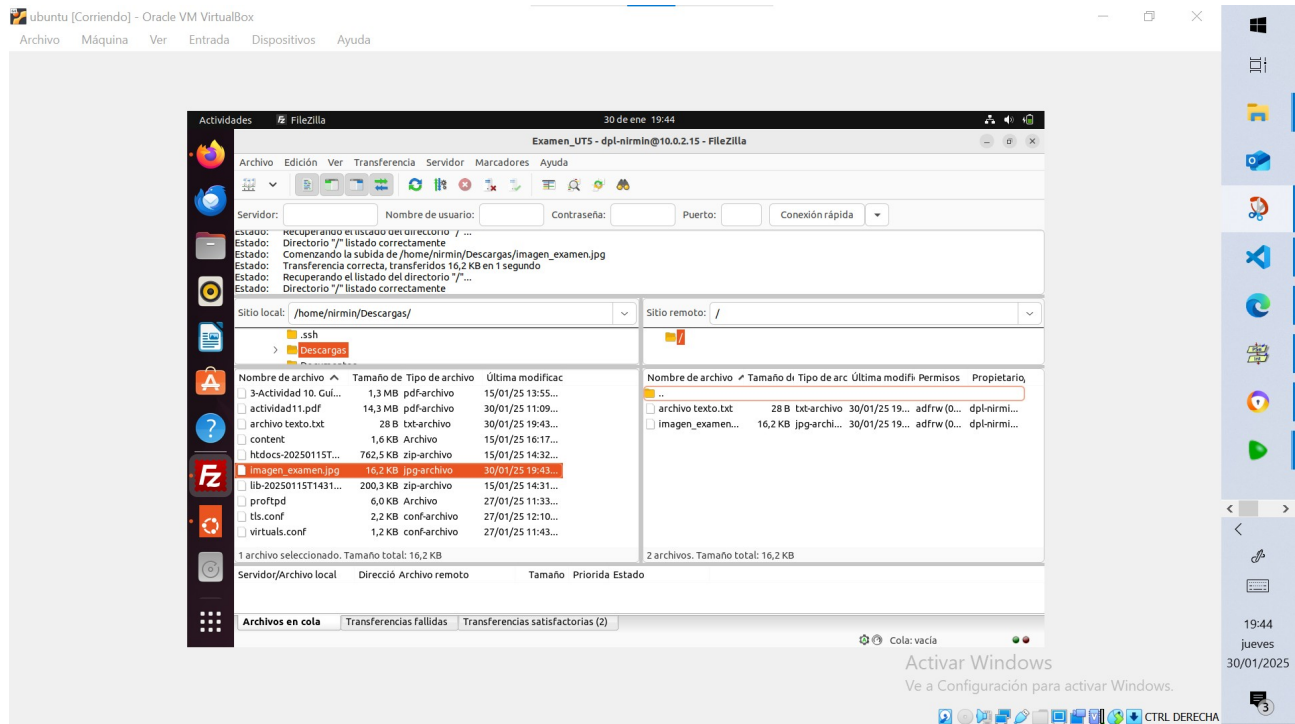 ubuntu [Corriendo] - Oracle VM VirtualBox
Archivo Máquina Ver Entrada Dispositivos Ayuda
Actividades FileZilla 30 de ene 19:44
Examen_UT5 - dpl-nirmin@10.0.2.15 - FileZilla
Archivo Edición Ver Transferencia Servidor Marcadores Ayuda
Servidor: Nombre de usuario: Contraseña: Puerto: Conexión rápida
Estado: Recuperando el listado del directorio "/"...
Estado: Directorio "/" listado correctamente
Estado: Comenzando la subida de /home/nirmin/Descargas/imagen_examen.jpg
Estado: Transferencia correcta, transferidos 16,2 KB en 1 segundo
Estado: Recuperando el listado del directorio "/"...
Estado: Directorio "/" listado correctamente
Sitio local: /home/nirmin/Descargas/ Sitio remoto: /
.ssh /
Descargas
Nombre de archivo Tamaño de Tipo de archivo Última modificac
3-Actividad 10. Guí... 1,3 MB pdf-archivo 15/01/25 13:55...
actividad11.pdf 14,3 MB pdf-archivo 30/01/25 11:09...
archivo texto.txt 28 B txt-archivo 30/01/25 19:43...
content 1,6 KB Archivo 15/01/25 16:17...
htdocs-20250115T... 762,5 KB zip-archivo 15/01/25 14:32...
imagen_examen.jpg 16,2 KB jpg-archivo 30/01/25 19:43...
lib-20250115T1431... 200,3 KB zip-archivo 15/01/25 14:31...
proftpd 6,0 KB Archivo 27/01/25 11:33...
tls.conf 2,2 KB conf-archivo 27/01/25 12:10...
virtuals.conf 1,2 KB conf-archivo 27/01/25 11:43...
1 archivo seleccionado. Tamaño total: 16,2 KB
Nombre de archivo Tamaño de Tipo de arc Última modifi Permisos Propietario,
..
archivo texto.txt 28 B txt-archivo 30/01/25 19... adfrw (0... dpl-nirmi...
imagen_examen... 16,2 KB jpg-archi... 30/01/25 19... adfrw (0... dpl-nirmi...
2 archivos. Tamaño total: 16,2 KB
Servidor/Archivo local Direcció Archivo remoto Tamaño Priorida Estado
Archivos en cola Transferencias fallidas Transferencias satisfactorias (2)
Cola: vacía
Activar Windows
Ve a Configuración para activar Windows.
CTRL DERECHA
19:44
jueves
30/01/2025
3